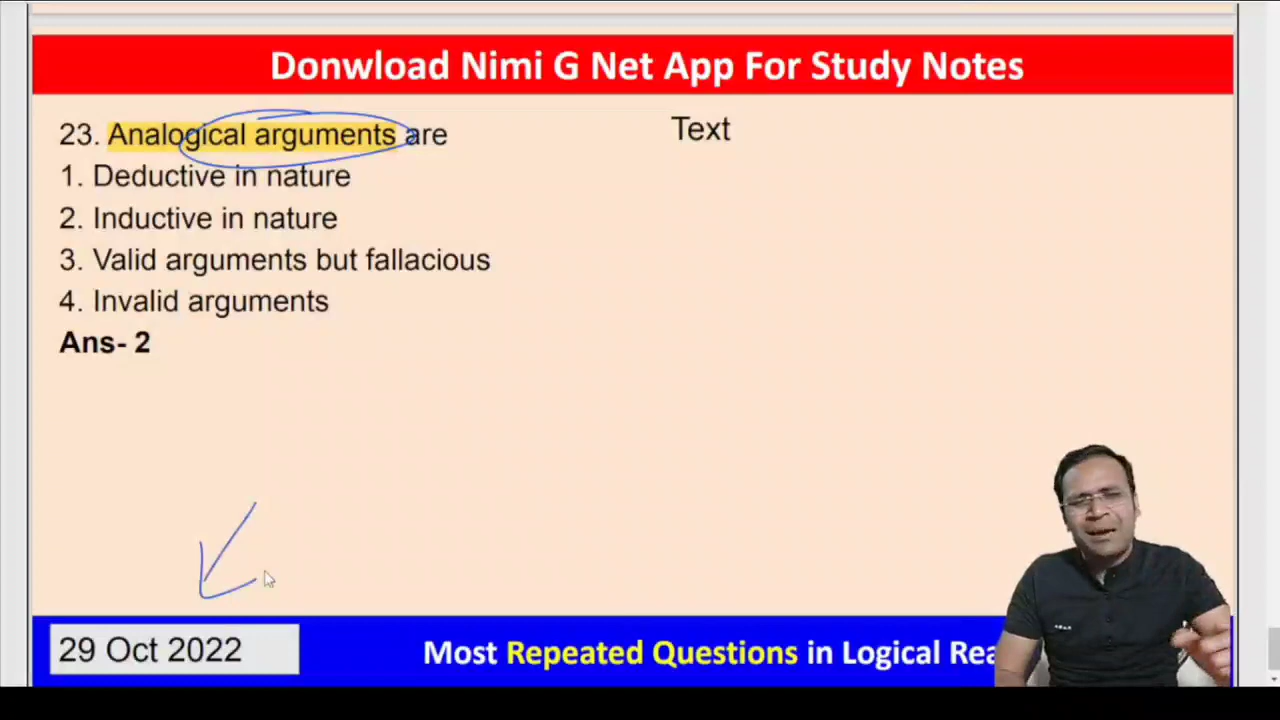 Donwload Nimi G Net App For Study Notes
23. Analogical arguments are
1. Deductive in nature
2. Inductive in nature
3. Valid arguments but fallacious
4. Invalid arguments
Ans- 2
Text
29 Oct 2022
Most Repeated Questions in Logical Rea